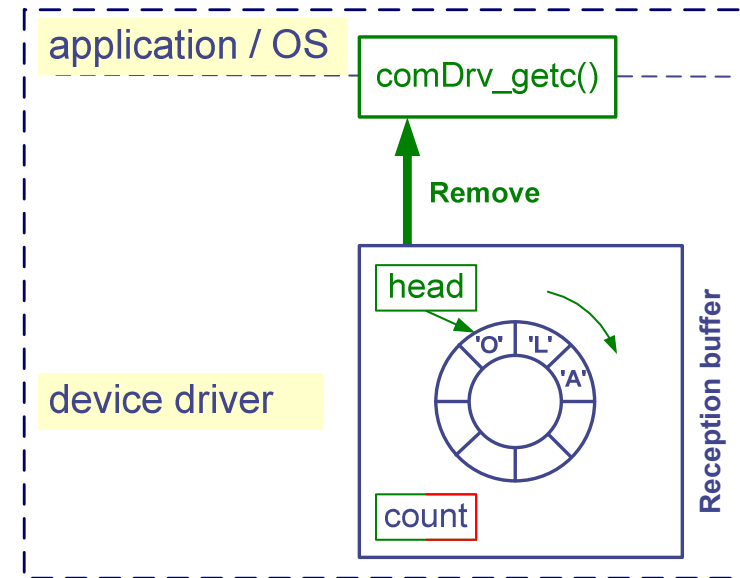 application / OS
comDrv_getc()
Remove
head
'O'
'L'
'A'
device driver
count
Reception buffer